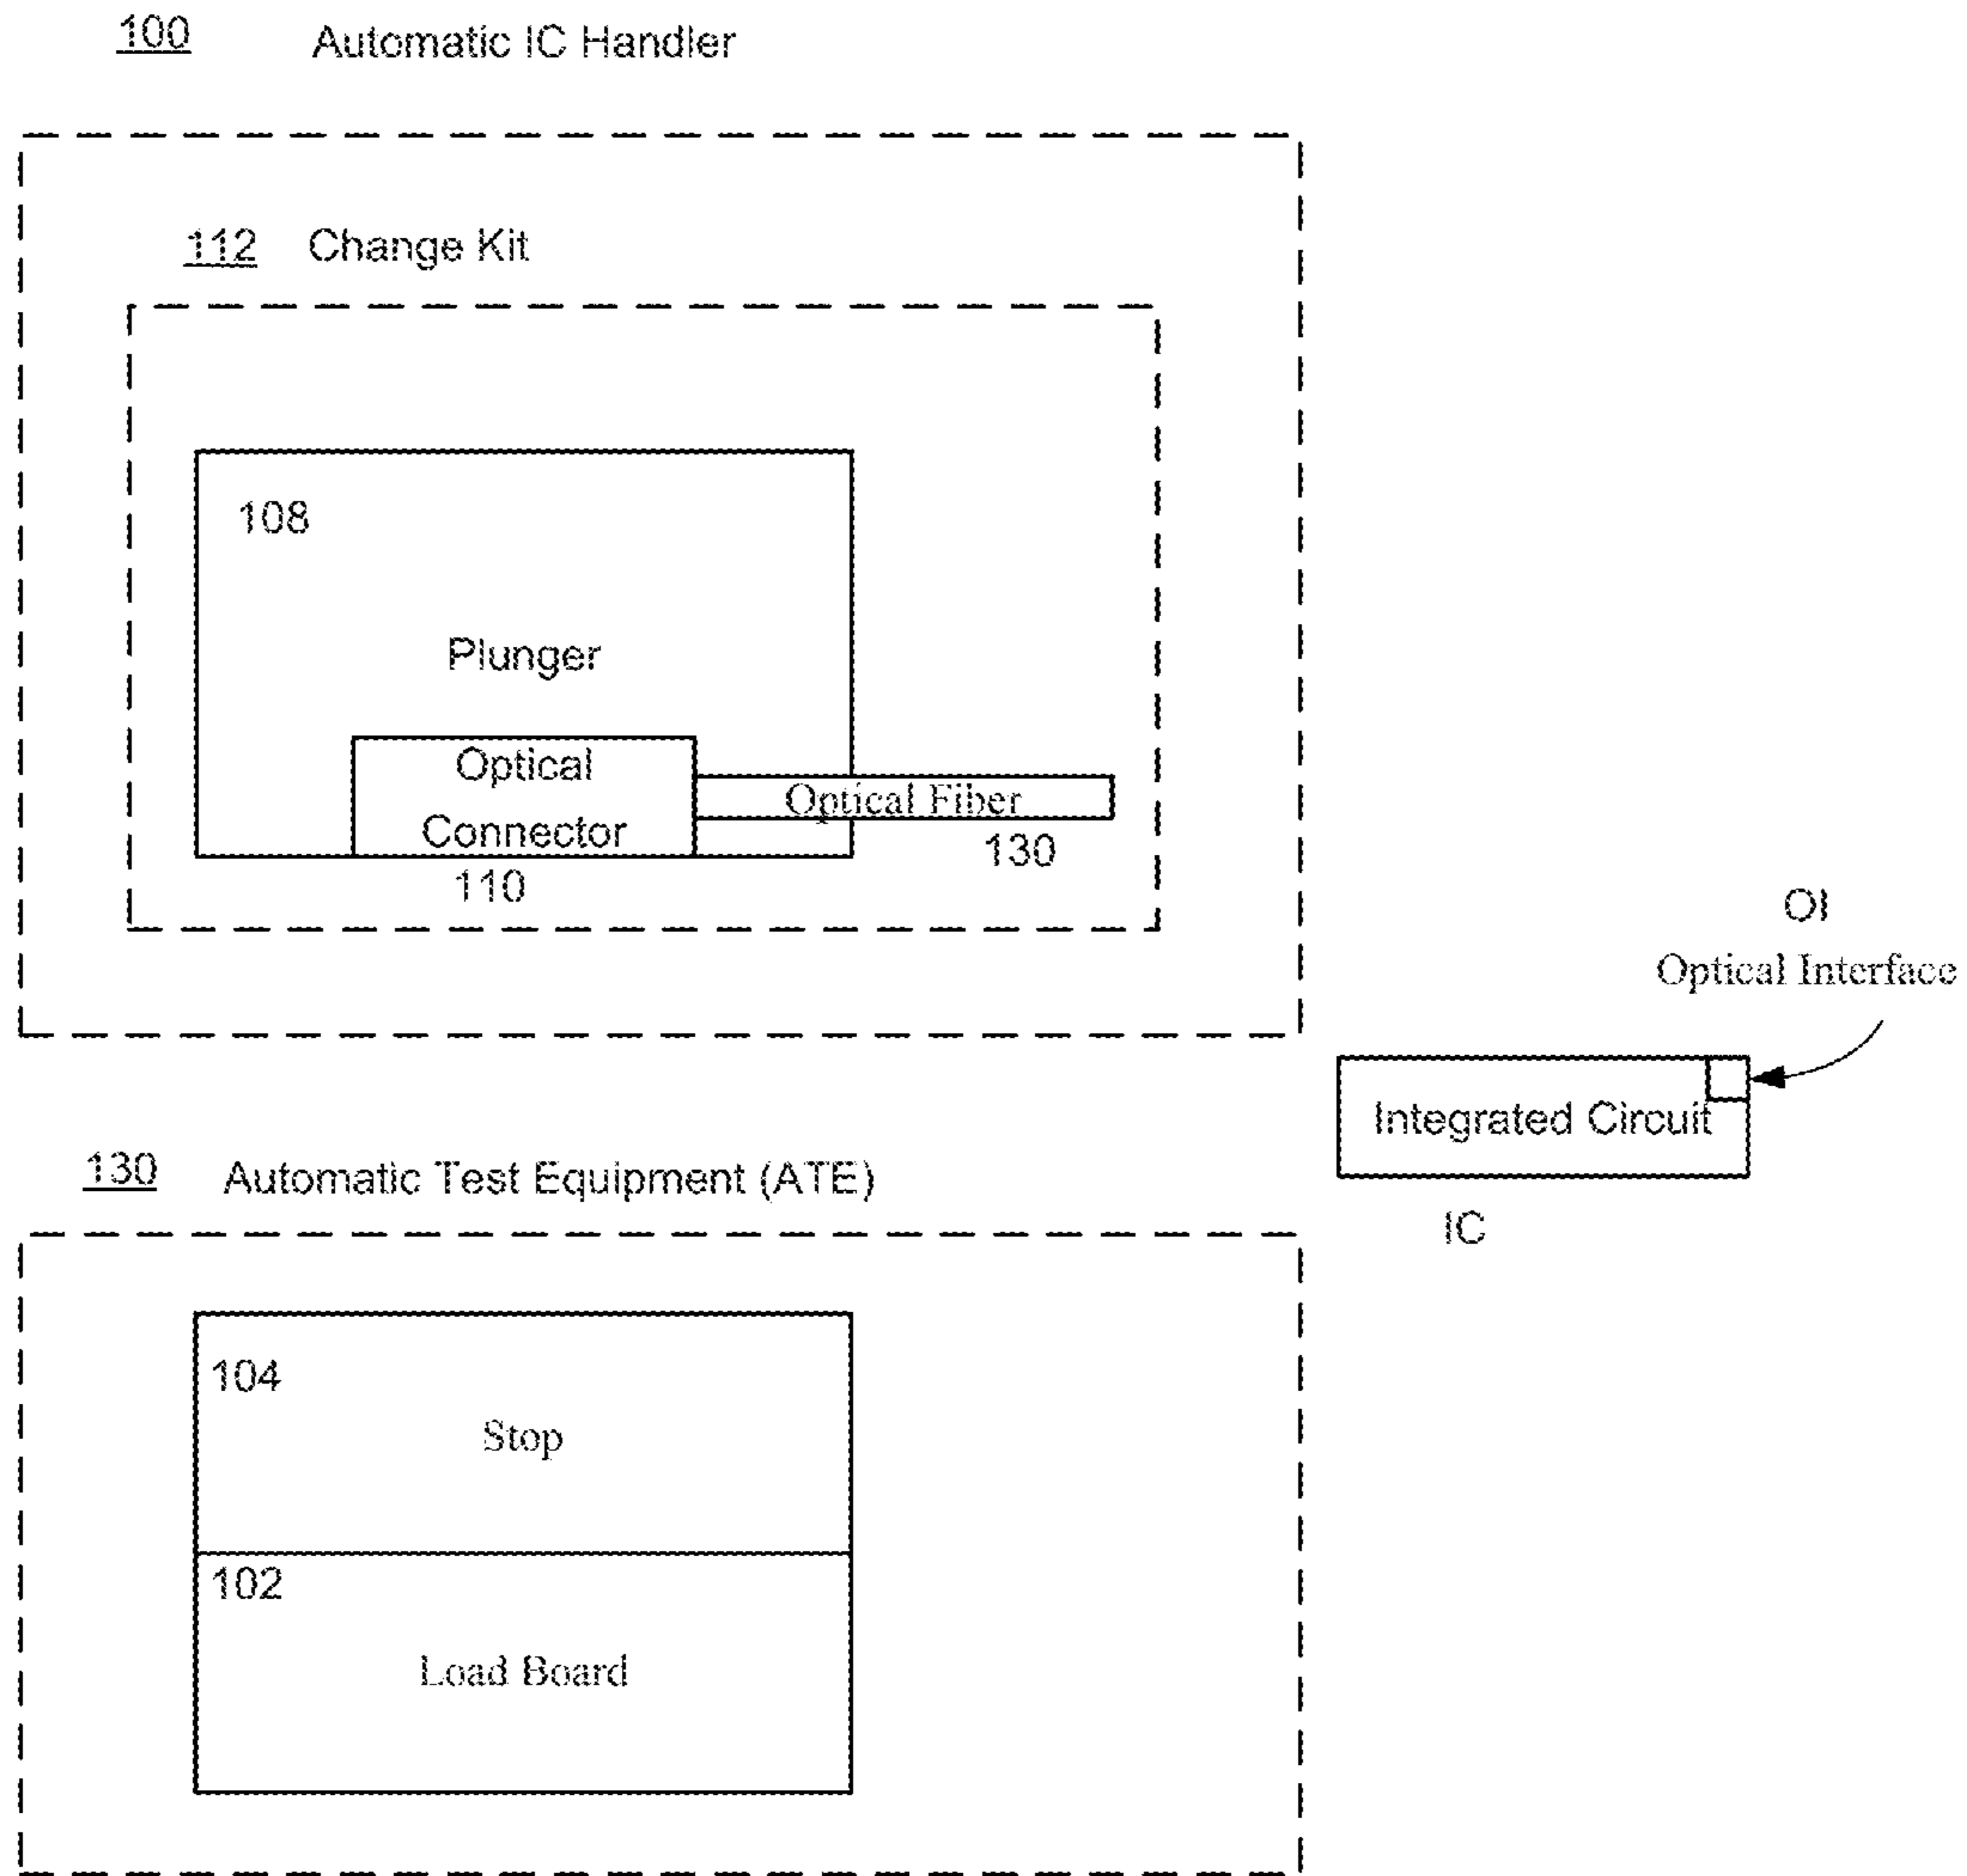 100 Automatic IC Handler
112 Change Kit
108
Plunger
Optical
Connector
110
Optical Fiber
130
OI
Optical Interface
Integrated Circuit
IC
130 Automatic Test Equipment (ATE)
104
Stop
102
Load Board